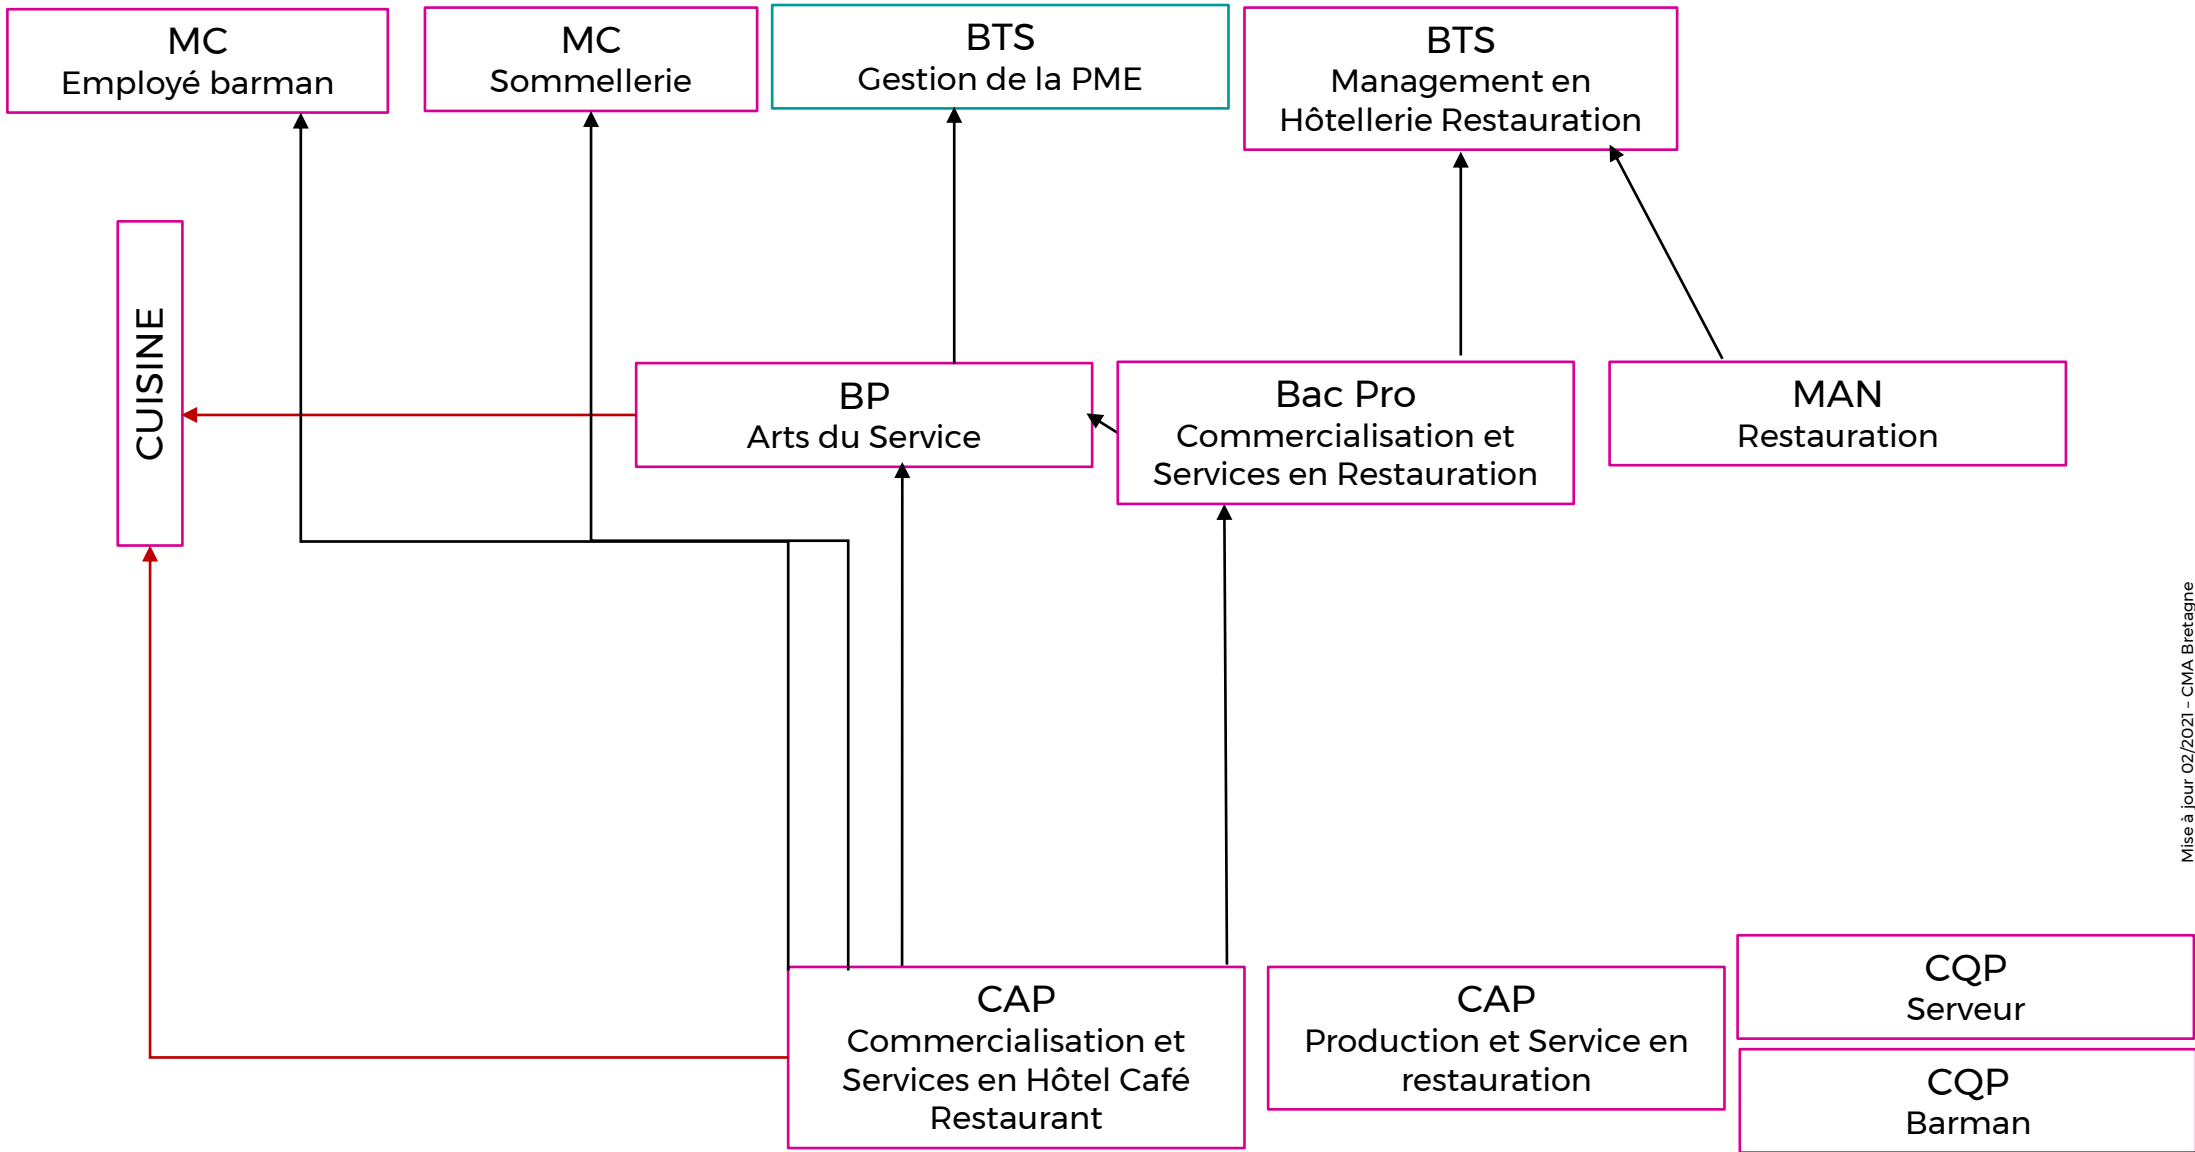 MC
Employé barman
MC
Sommellerie
BTS
Gestion de la PME
BTS
Management en
Hôtellerie Restauration
CUISINE
BP
Arts du Service
Bac Pro
Commercialisation et
Services en Restauration
MAN
Restauration
Mise à jour 02/2021 – CMA Bretagne
CAP
Commercialisation et
Services en Hôtel Café
Restaurant
CAP
Production et Service en
restauration
CQP
Serveur
CQP
Barman